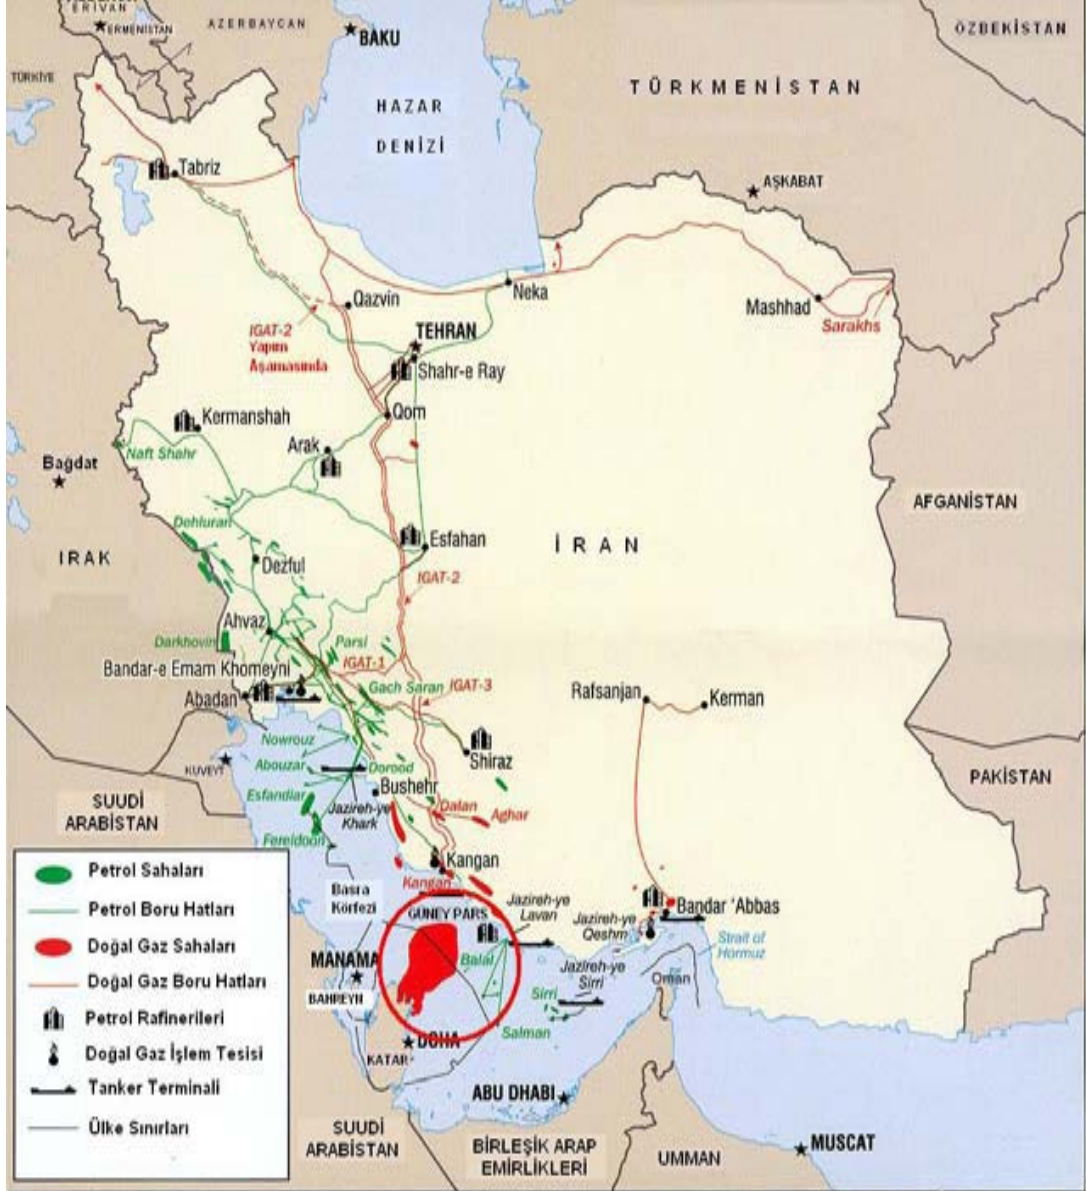 ERİVAN
ERMENİSTAN
AZERBAYCAN
BAKU
ÖZBEKİSTAN
TÜRKİYE
HAZAR
DENİZİ
TÜRKMENİSTAN
Tabriz
AŞKABAT
Qazvin
Neka
Mashhad
Sarakhs
IGAT-2
Yapım
Aşamasında
TEHRAN
Shahr-e Ray
Kermanshah
Qom
Naft Shahr
Arak
Bağdat
AFGANİSTAN
Dehluran
Esfahan
İRAN
IRAK
Dezful
IGAT-2
Ahvaz
Darkhovin
Parsi
Bandar-e Emam Khomeyni
IGAT-1
Gach Saran
IGAT-3
Abadan
Rafsanjan
Kerman
Nowrouz
Shiraz
KUVEYT
Abouzar
Dorood
PAKİSTAN
Bushehr
Esfandiar
Jazireh-ye
Khark
SUUDİ
ARABİSTAN
Dalan
Aghar
Fereidoon
Kangan
Kangan
Petrol Sahaları
Petrol Boru Hatları
Doğal Gaz Sahaları
Doğal Gaz Boru Hatları
Petrol Rafinerileri
Doğal Gaz İşlem Tesisi
Tanker Terminali
Ülke Sınırları
Basra
Körfezi
GÜNEY PARS
Jazireh-ye
Lavan
Jazireh-ye
Qeshm
Bandar 'Abbas
Strait of
Hormuz
MANAMA
BAHREYN
Balal
Jazireh-ye
Sirri
Oman
Sirri
Salman
DOHA
KATAR
ABU DHABI
SUUDİ
ARABİSTAN
BİRLEŞİK ARAP
EMİRLİKLERİ
UMMAN
MUSCAT